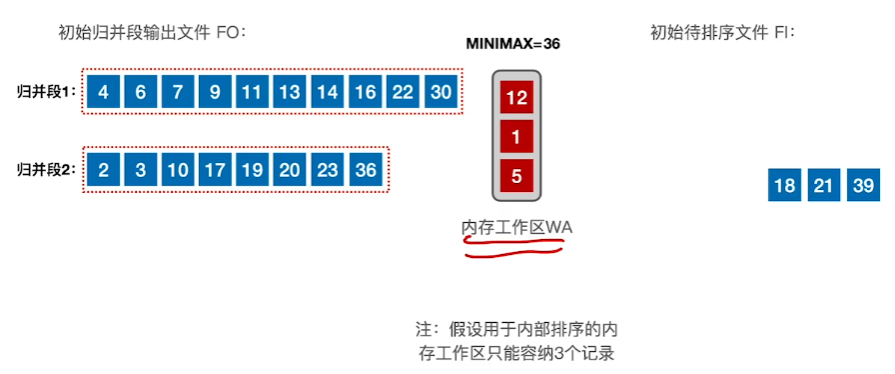 初始归并段输出文件 FO：
MINIMAX=36
初始待排序文件 FI：
归并段1： 4 6 7 9 11 13 14 16 22 30
12
1
5
归并段2： 2 3 10 17 19 20 23 36
18 21 39
内存工作区WA
注：假设用于内部排序的内
存工作区只能容纳3个记录